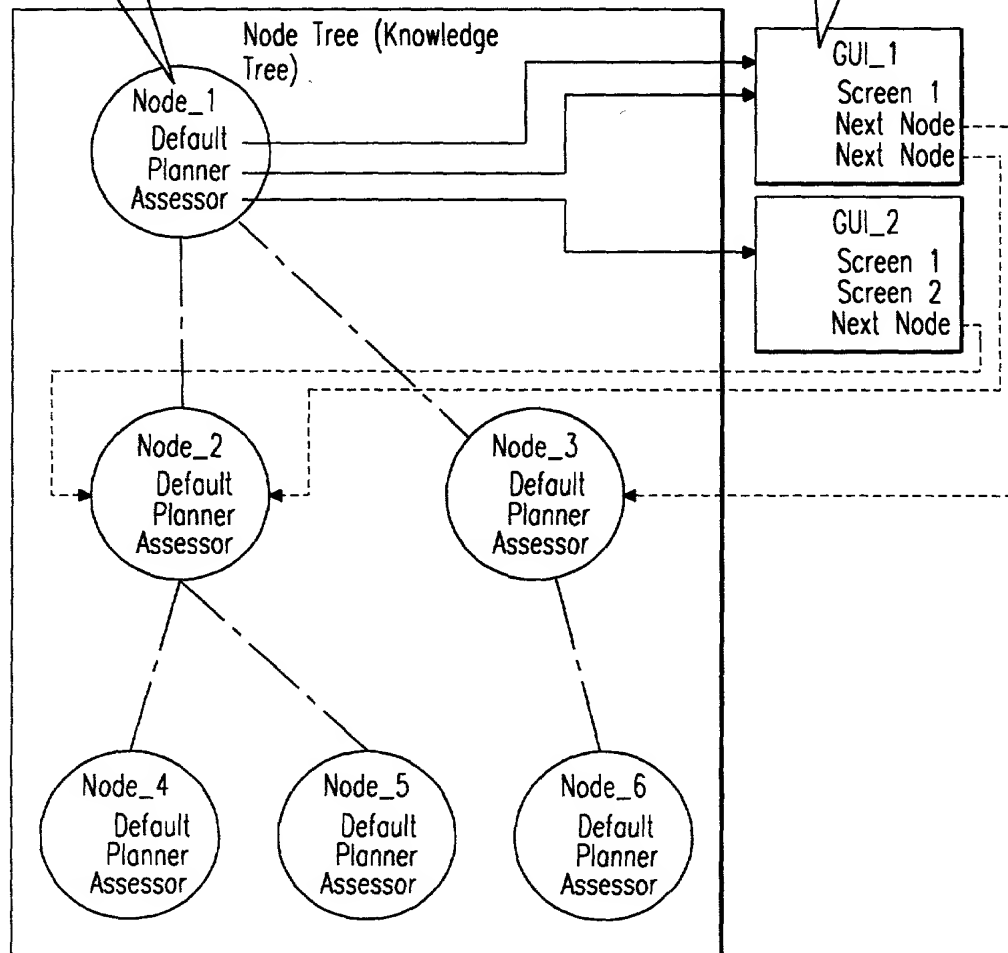 Node Tree (Knowledge
Tree)
Node_1
Default
Planner
Assessor
GUI_1
Screen 1
Next Node
Next Node
GUI_2
Screen 1
Screen 2
Next Node
Node_2
Default
Planner
Assessor
Node_3
Default
Planner
Assessor
Node_4
Default
Planner
Assessor
Node_5
Default
Planner
Assessor
Node_6
Default
Planner
Assessor